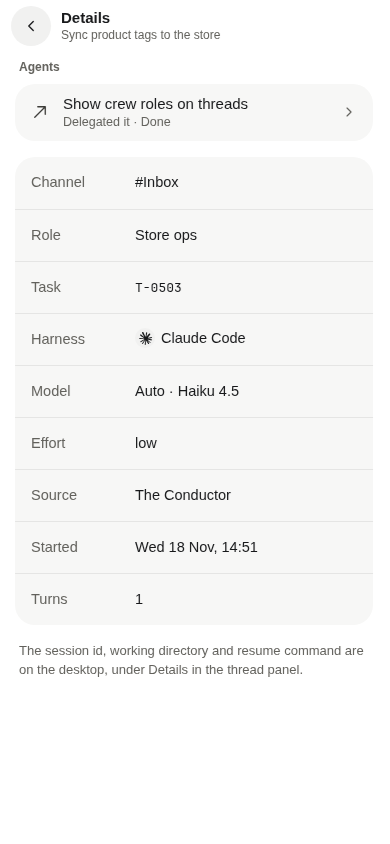 Details
Sync product tags to the store
Agents
Show crew roles on threads
Delegated it · Done
Channel #Inbox
Role Store ops
Task T-0503
Harness Claude Code
Model Auto · Haiku 4.5
Effort low
Source The Conductor
Started Wed 18 Nov, 14:51
Turns 1
The session id, working directory and resume command are
on the desktop, under Details in the thread panel.